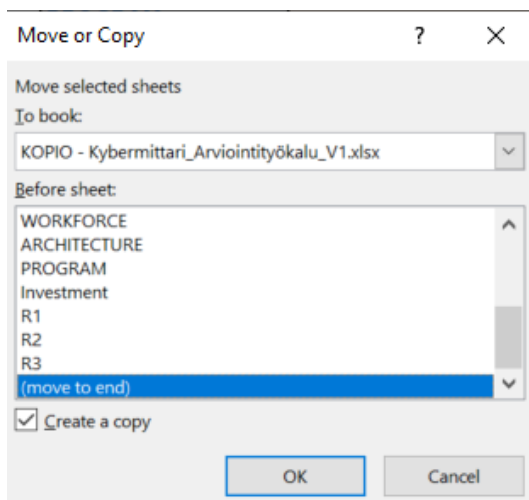 Move or Copy ? ×
Move selected sheets
To book:
KOPIO - Kybermittari_Arviointityökalu_V1.xlsx
Before sheet:
WORKFORCE
ARCHITECTURE
PROGRAM
Investment
R1
R2
R3
(move to end)
Create a copy
OK Cancel